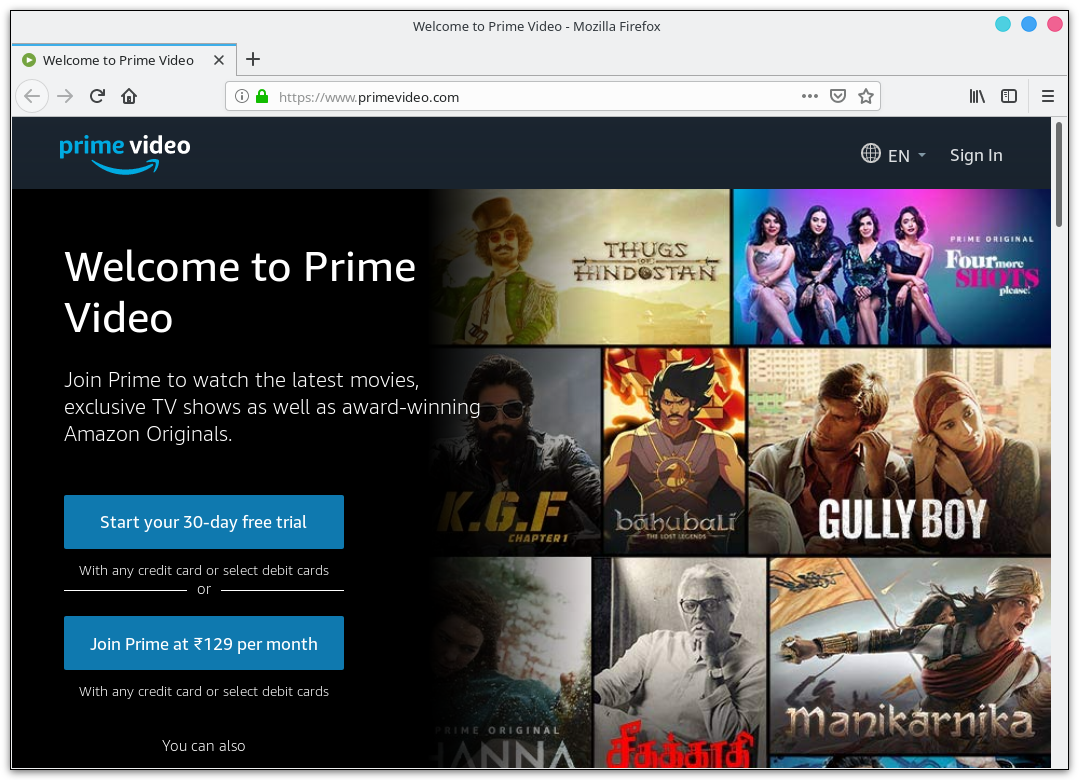 Welcome to Prime Video - Mozilla Firefox
Welcome to Prime Video
https://www.primevideo.com
prime video
EN
Sign In
Welcome to Prime
Video
Join Prime to watch the latest movies,
exclusive TV shows as well as award-winning
Amazon Originals.
Start your 30-day free trial
With any credit card or select debit cards
or
Join Prime at ₹129 per month
With any credit card or select debit cards
You can also
THUGS
OF
HINDOSTAN
PRIME ORIGINAL
Four more
SHOTS
please!
K.G.F
CHAPTER 1
bāhubali
THE LOST LEGENDS
GULLY BOY
PRIME ORIGINAL
HANNA
சீதக்காதி
Manikarnika